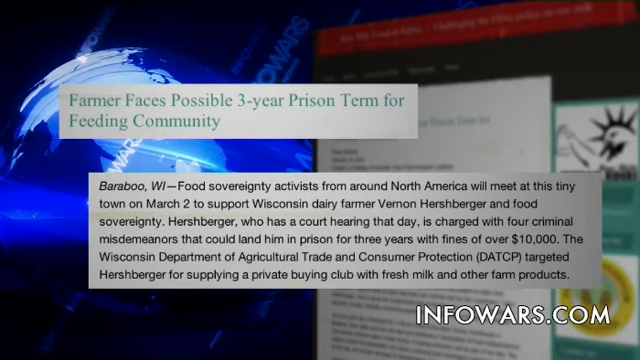 Farmer Faces Possible 3-year Prison Term for
Feeding Community
Baraboo, WI—Food sovereignty activists from around North America will meet at this tiny
town on March 2 to support Wisconsin dairy farmer Vernon Hershberger and food
sovereignty. Hershberger, who has a court hearing that day, is charged with four criminal
misdemeanors that could land him in prison for three years with fines of over $10,000. The
Wisconsin Department of Agricultural Trade and Consumer Protection (DATCP) targeted
Hershberger for supplying a private buying club with fresh milk and other farm products.
INFOWARS
INFOWARS
INFOWARS.COM